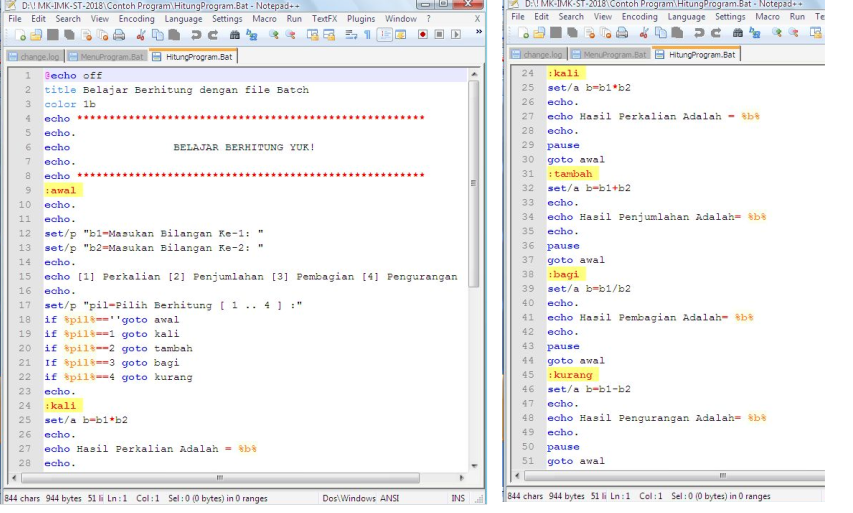 D:\! MK-IMK-ST-2018\Contoh Program\HitungProgram.Bat - Notepad++
File Edit Search View Encoding Language Settings Macro Run TextFX Plugins Window ? X
change.log MenuProgram.Bat HitungProgram.Bat
1 @echo off
2 title Belajar Berhitung dengan file Batch
3 color 1b
4 echo ******************************************************
5 echo.
6 echo BELAJAR BERHITUNG YUK!
7 echo.
8 echo ******************************************************
9 :awal
10 echo.
11 echo.
12 set/p "b1=Masukan Bilangan Ke-1: "
13 set/p "b2=Masukan Bilangan Ke-2: "
14 echo.
15 echo [1] Perkalian [2] Penjumlahan [3] Pembagian [4] Pengurangan
16 echo.
17 set/p "pil=Pilih Berhitung [ 1 .. 4 ] :"
18 if %pil%==''goto awal
19 if %pil%==1 goto kali
20 if %pil%==2 goto tambah
21 If %pil%==3 goto bagi
22 if %pil%==4 goto kurang
23 echo.
24 :kali
25 set/a b=b1*b2
26 echo.
27 echo Hasil Perkalian Adalah = %b%
28 echo.
844 chars 944 bytes 51 li Ln : 1 Col : 1 Sel : 0 (0 bytes) in 0 ranges Dos\Windows ANSI INS
D:\! MK-IMK-ST-2018\Contoh Program\HitungProgram.Bat - Notepad++
File Edit Search View Encoding Language Settings Macro Run Te
change.log MenuProgram.Bat HitungProgram.Bat
24 :kali
25 set/a b=b1*b2
26 echo.
27 echo Hasil Perkalian Adalah = %b%
28 echo.
29 pause
30 goto awal
31 :tambah
32 set/a b=b1+b2
33 echo.
34 echo Hasil Penjumlahan Adalah= %b%
35 echo.
36 pause
37 goto awal
38 :bagi
39 set/a b=b1/b2
40 echo.
41 echo Hasil Pembagian Adalah= %b%
42 echo.
43 pause
44 goto awal
45 :kurang
46 set/a b=b1-b2
47 echo.
48 echo Hasil Pengurangan Adalah= %b%
49 echo.
50 pause
51 goto awal
844 chars 944 bytes 51 li Ln : 1 Col : 1 Sel : 0 (0 bytes) in 0 ranges